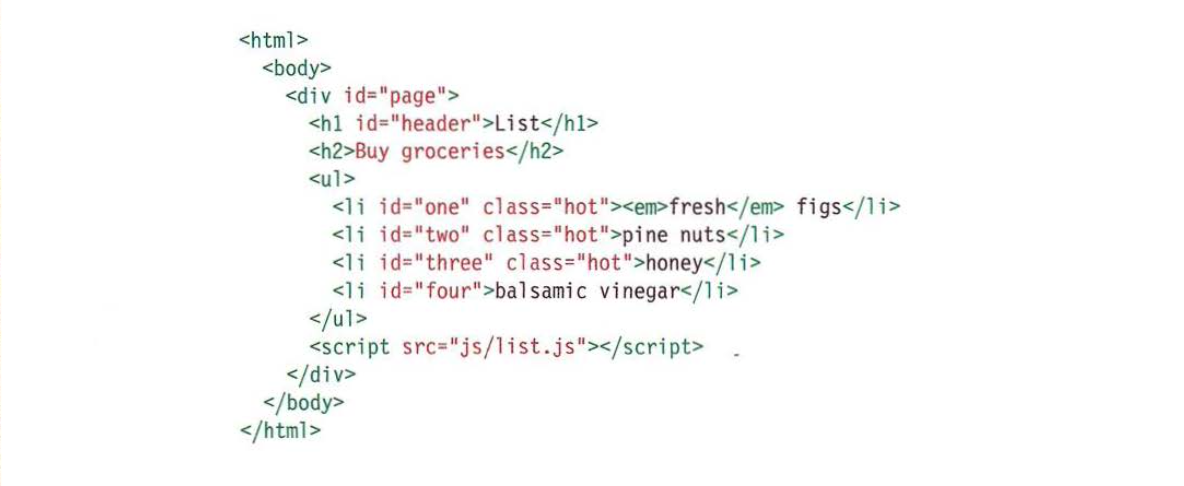 <html>
<body>
<div id="page">
<h1 id="header">List</h1>
<h2>Buy groceries</h2>
<ul>
<li id="one" class="hot"><em>fresh</em> figs</li>
<li id="two" class="hot">pine nuts</li>
<li id="three" class="hot">honey</li>
<li id="four">balsamic vinegar</li>
</ul>
<script src="js/list.js"></script>
</div>
</body>
</html>